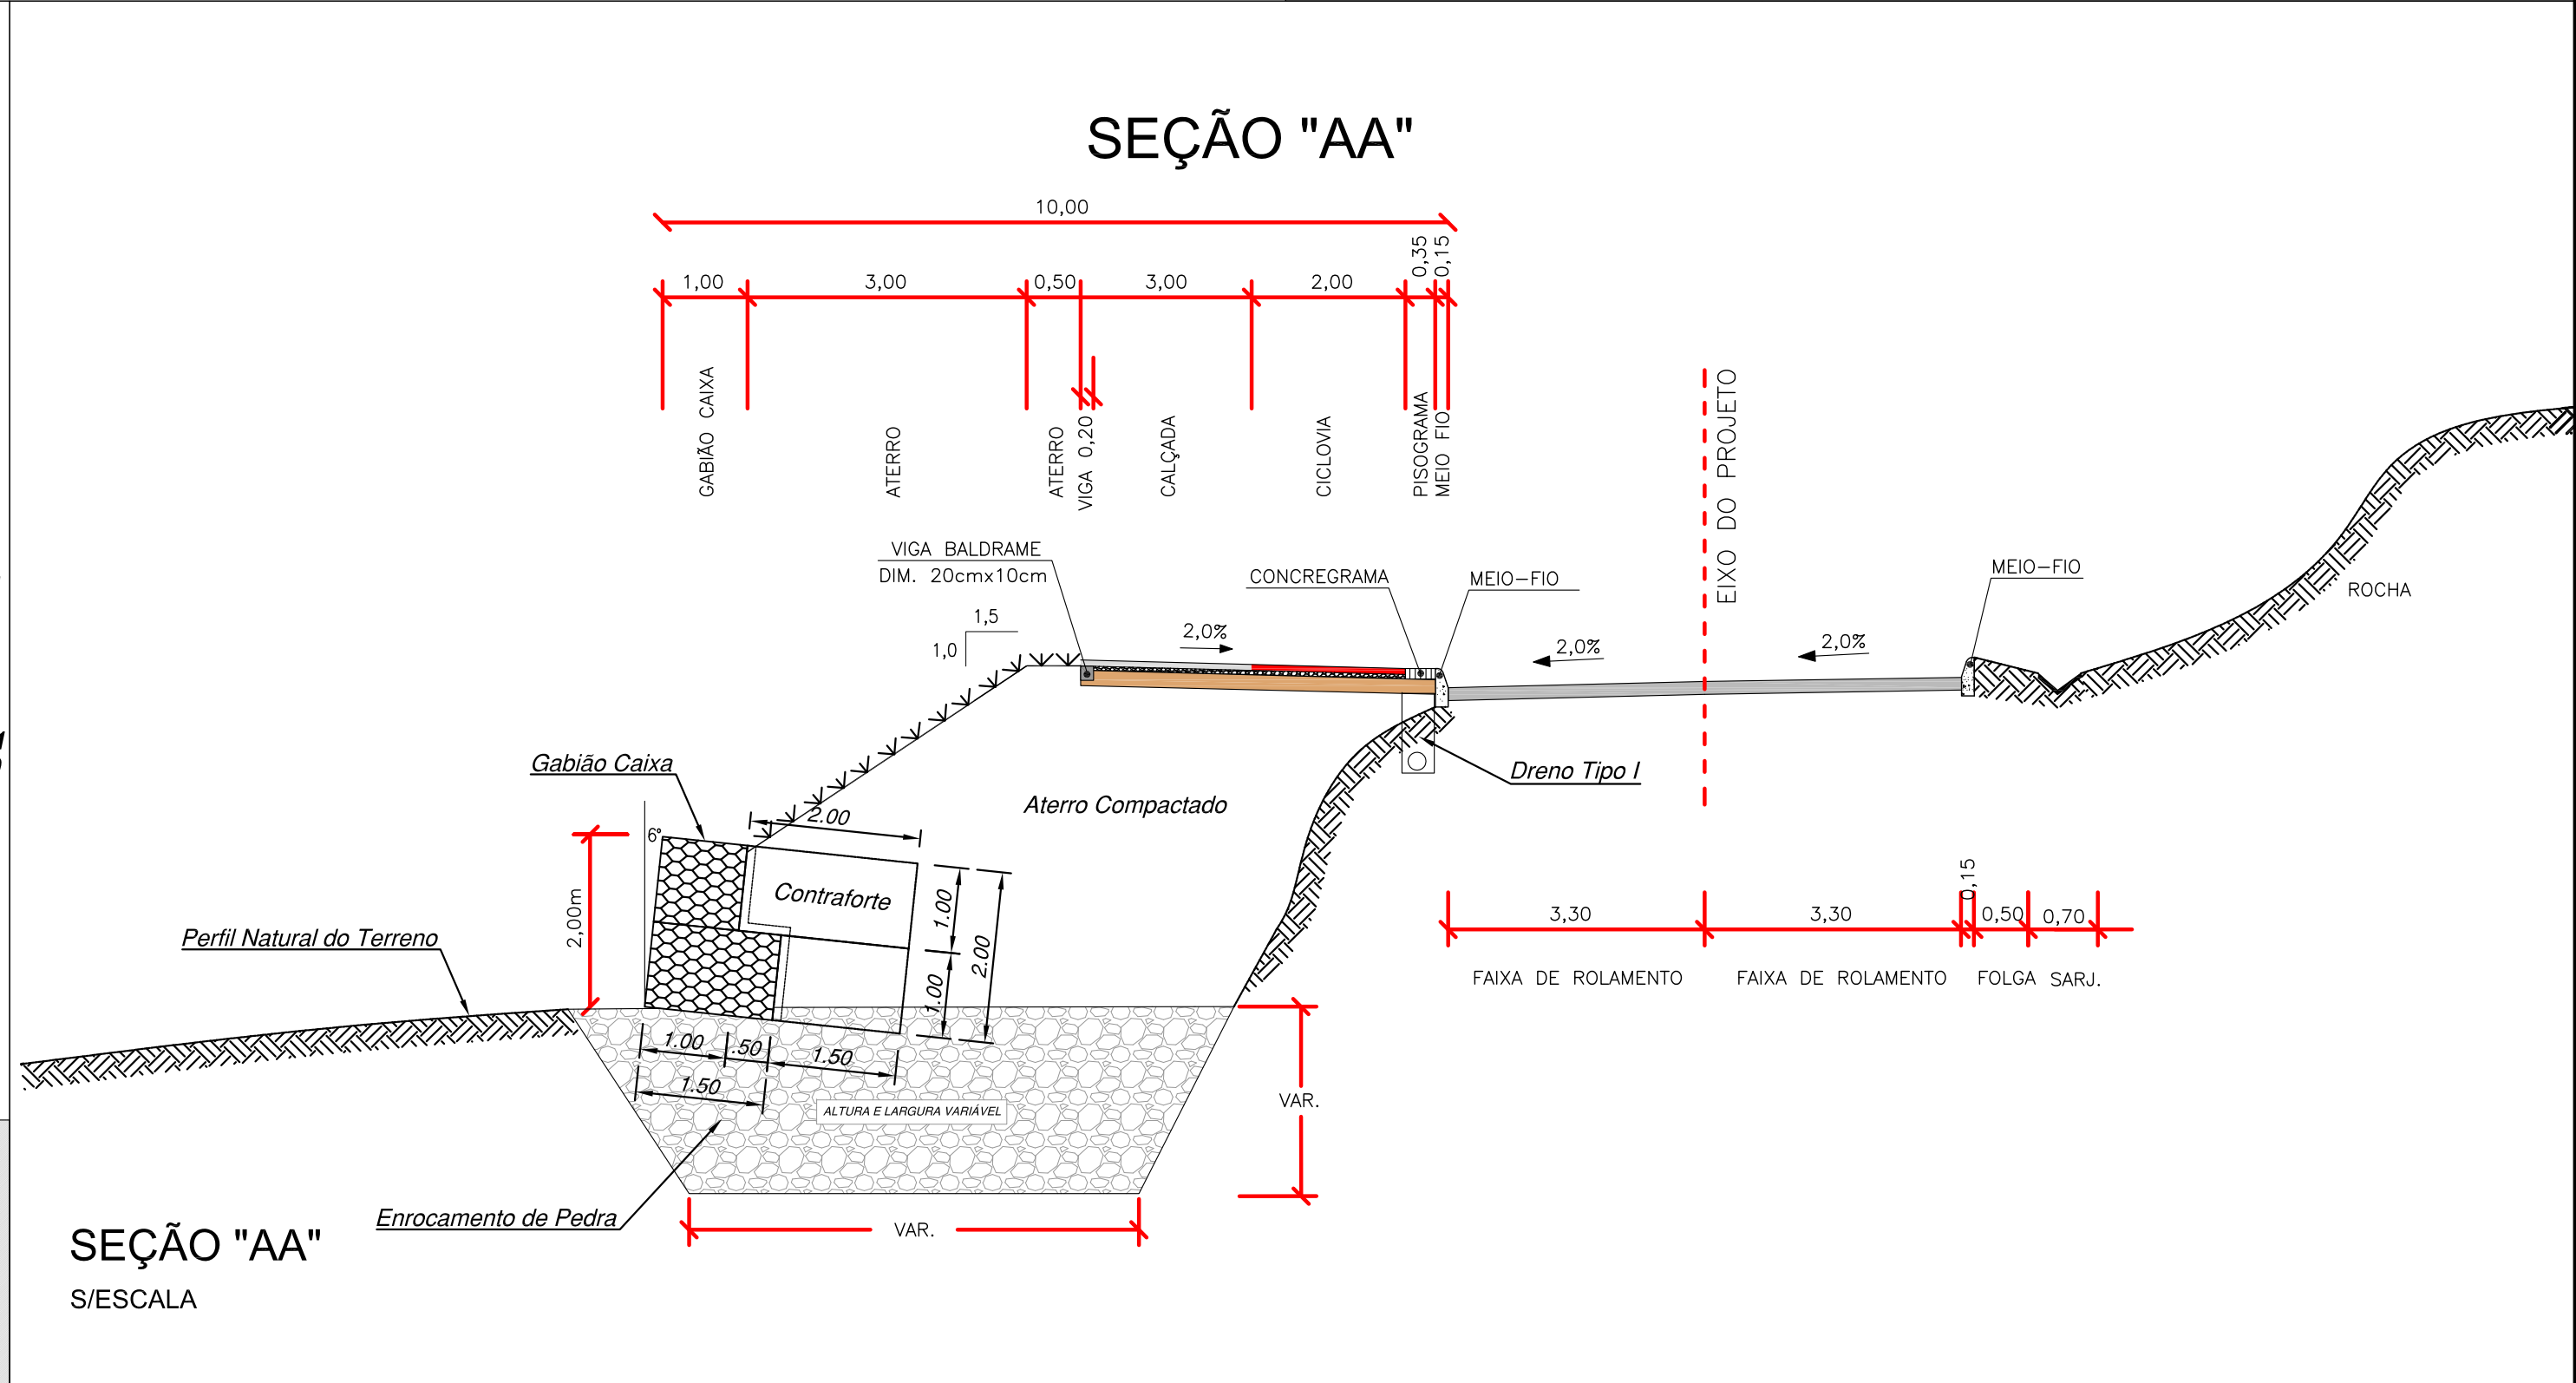 SEÇÃO "AA"
10,00
1,00
3,00
0,50
3,00
2,00
0,35
0,15
GABIÃO CAIXA
ATERRO
ATERRO
VIGA 0,20
CALÇADA
CICLOVIA
PISOGRAMA
MEIO FIO
EIXO DO PROJETO
VIGA BALDRAME
DIM. 20cmx10cm
CONCREGRAMA
MEIO-FIO
MEIO-FIO
ROCHA
1,5
1,0
2,0%
2,0%
2,0%
Gabião Caixa
Dreno Tipo I
Aterro Compactado
2.00
6°
Contraforte
2,00m
1.00
2.00
1.00
Perfil Natural do Terreno
0,15
3,30
3,30
0,50
0,70
FAIXA DE ROLAMENTO
FAIXA DE ROLAMENTO
FOLGA
SARJ.
1.00
.50
1.50
1.50
ALTURA E LARGURA VARIÁVEL
VAR.
Enrocamento de Pedra
VAR.
SEÇÃO "AA"
S/ESCALA